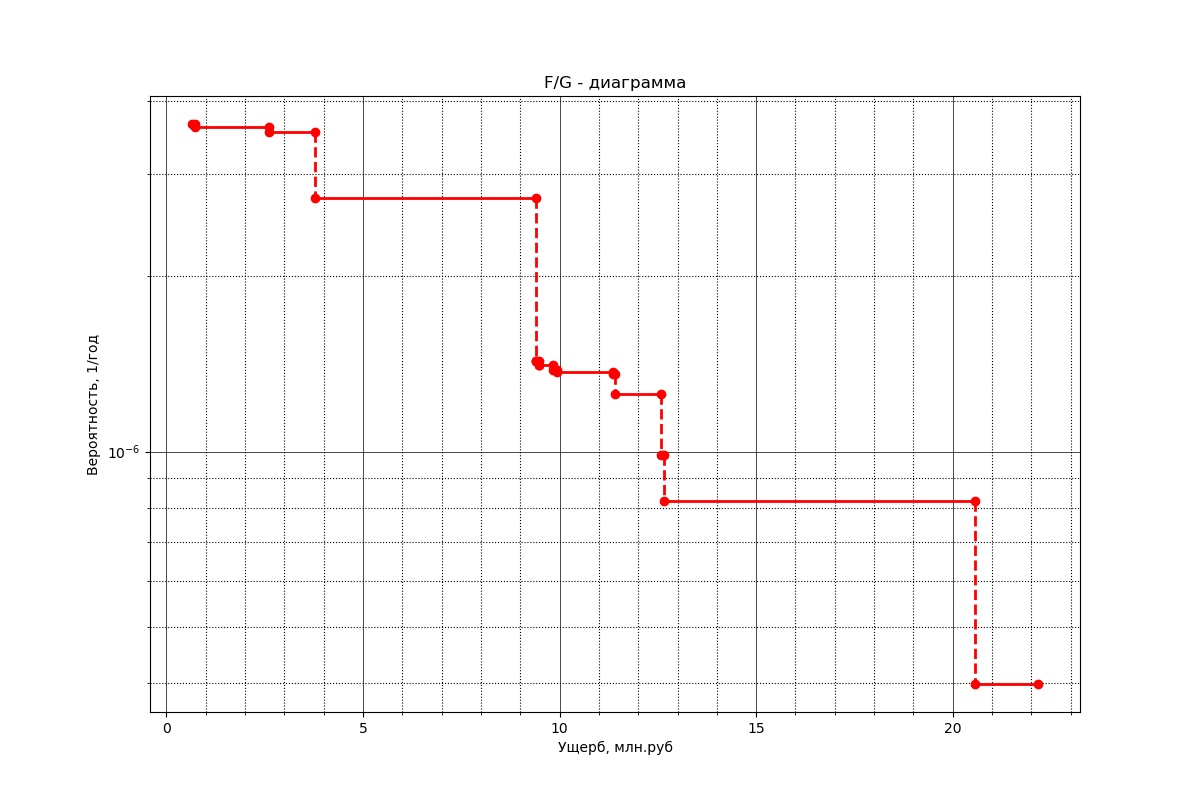 F/G - диаграмма
Вероятность, 1/год
10⁻⁶
0 5 10 15 20
Ущерб, млн.руб